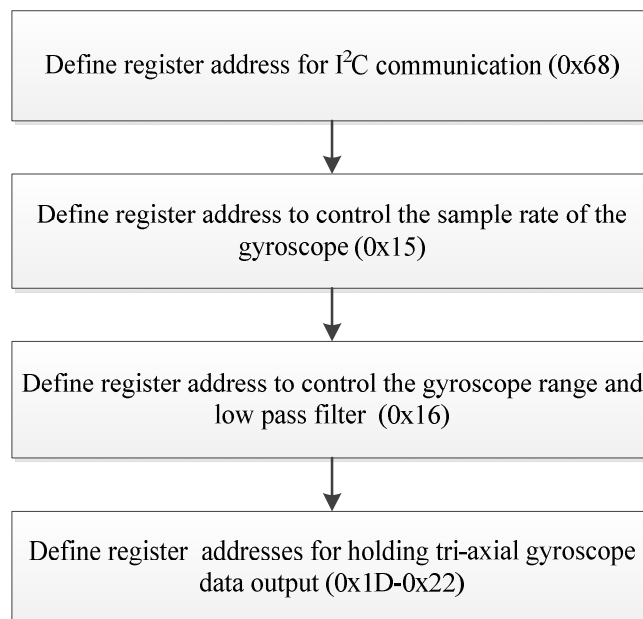 Define register address for I²C communication (0x68)
Define register address to control the sample rate of the
gyroscope (0x15)
Define register address to control the gyroscope range and
low pass filter (0x16)
Define register addresses for holding tri-axial gyroscope
data output (0x1D-0x22)